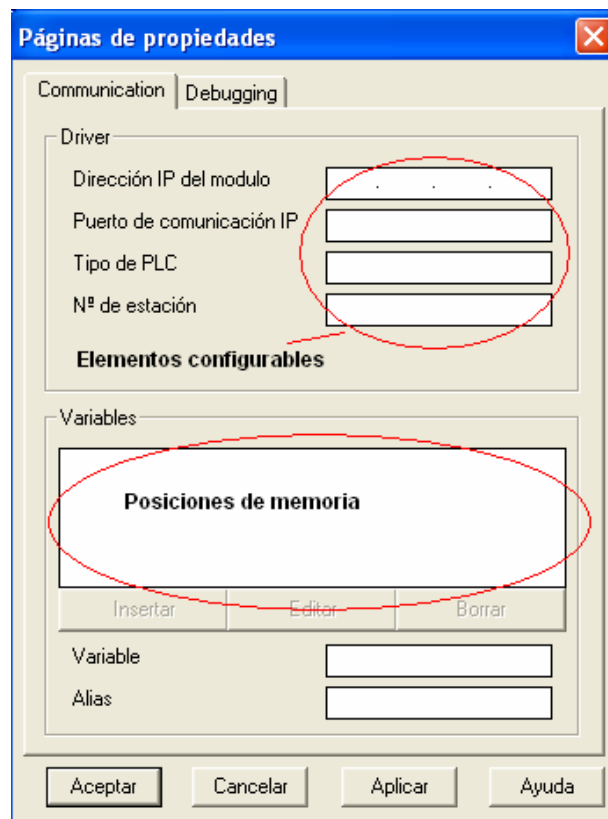 Páginas de propiedades
Communication Debugging
Driver
Dirección IP del modulo
. . .
Puerto de comunicación IP
Tipo de PLC
Nº de estación
Elementos configurables
Variables
Posiciones de memoria
Insertar Editar Borrar
Variable
Alias
Aceptar Cancelar Aplicar Ayuda